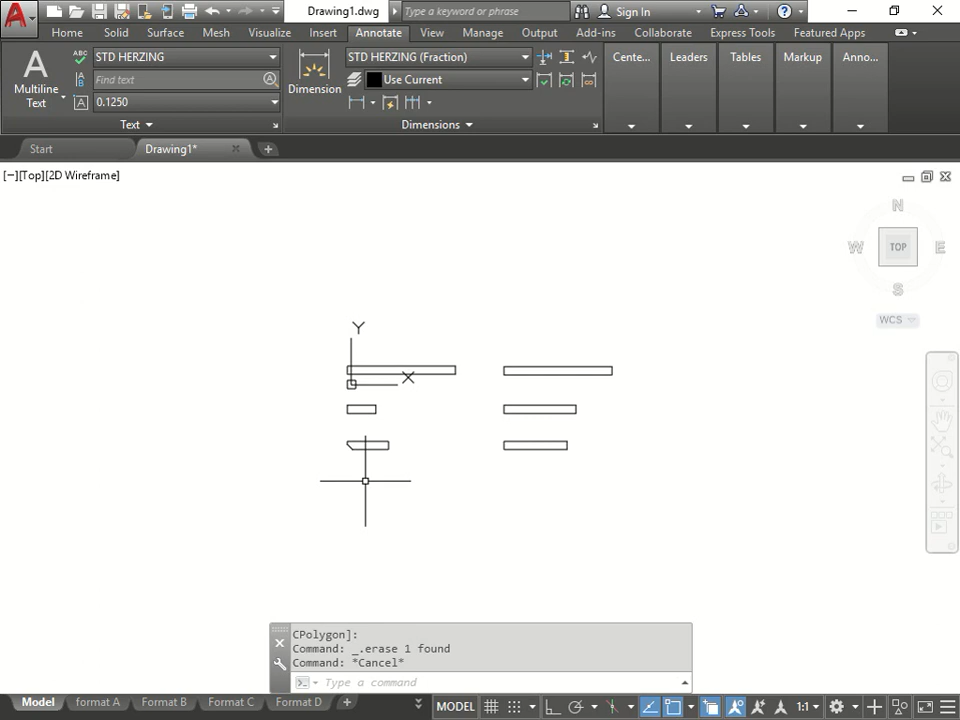 Drawing1.dwg Type a keyword or phrase Sign In
Home Solid Surface Mesh Visualize Insert Annotate View Manage Output Add-ins Collaborate Express Tools Featured Apps
A
Multiline
Text
ABC
STD HERZING
Find text
0.1250
Text
Dimension
STD HERZING (Fraction)
Use Current
Dimensions
Cente...
Leaders
Tables
Markup
Anno...
Start Drawing1*
[−][Top][2D Wireframe]
N
W TOP E
S
WCS
Y
X
CPolygon]:
Command: _.erase 1 found
Command: *Cancel*
Type a command
Model format A Format B Format C Format D
MODEL 1:1